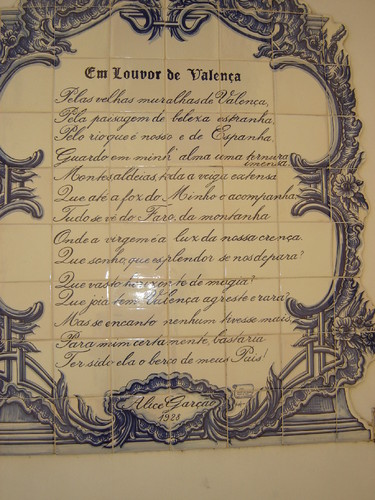 Em Louvor de Valença
Pelas velhas muralhas de Valença,
Pela paisagem de beleza estranha,
Pelo rio que é nosso e de Espanha,
Guardo em minh'alma uma ternura
imensa
Montes, aldeias, toda a veiga extensa
Que até a foz do Minho o acompanha,
Tudo se vê do Faro, da montanha
Onde a virgem é a luz da nossa crença.
Que sonho, que esplendor se nos depara?
Que vasto horizonte de magia?
Que joia tem Valença agreste e rara?
Mas se encanto nenhum tivesse mais,
Para mim certamente, bastaria
Ter sido ela o berço de meus Pais!
Alice Garção
1928